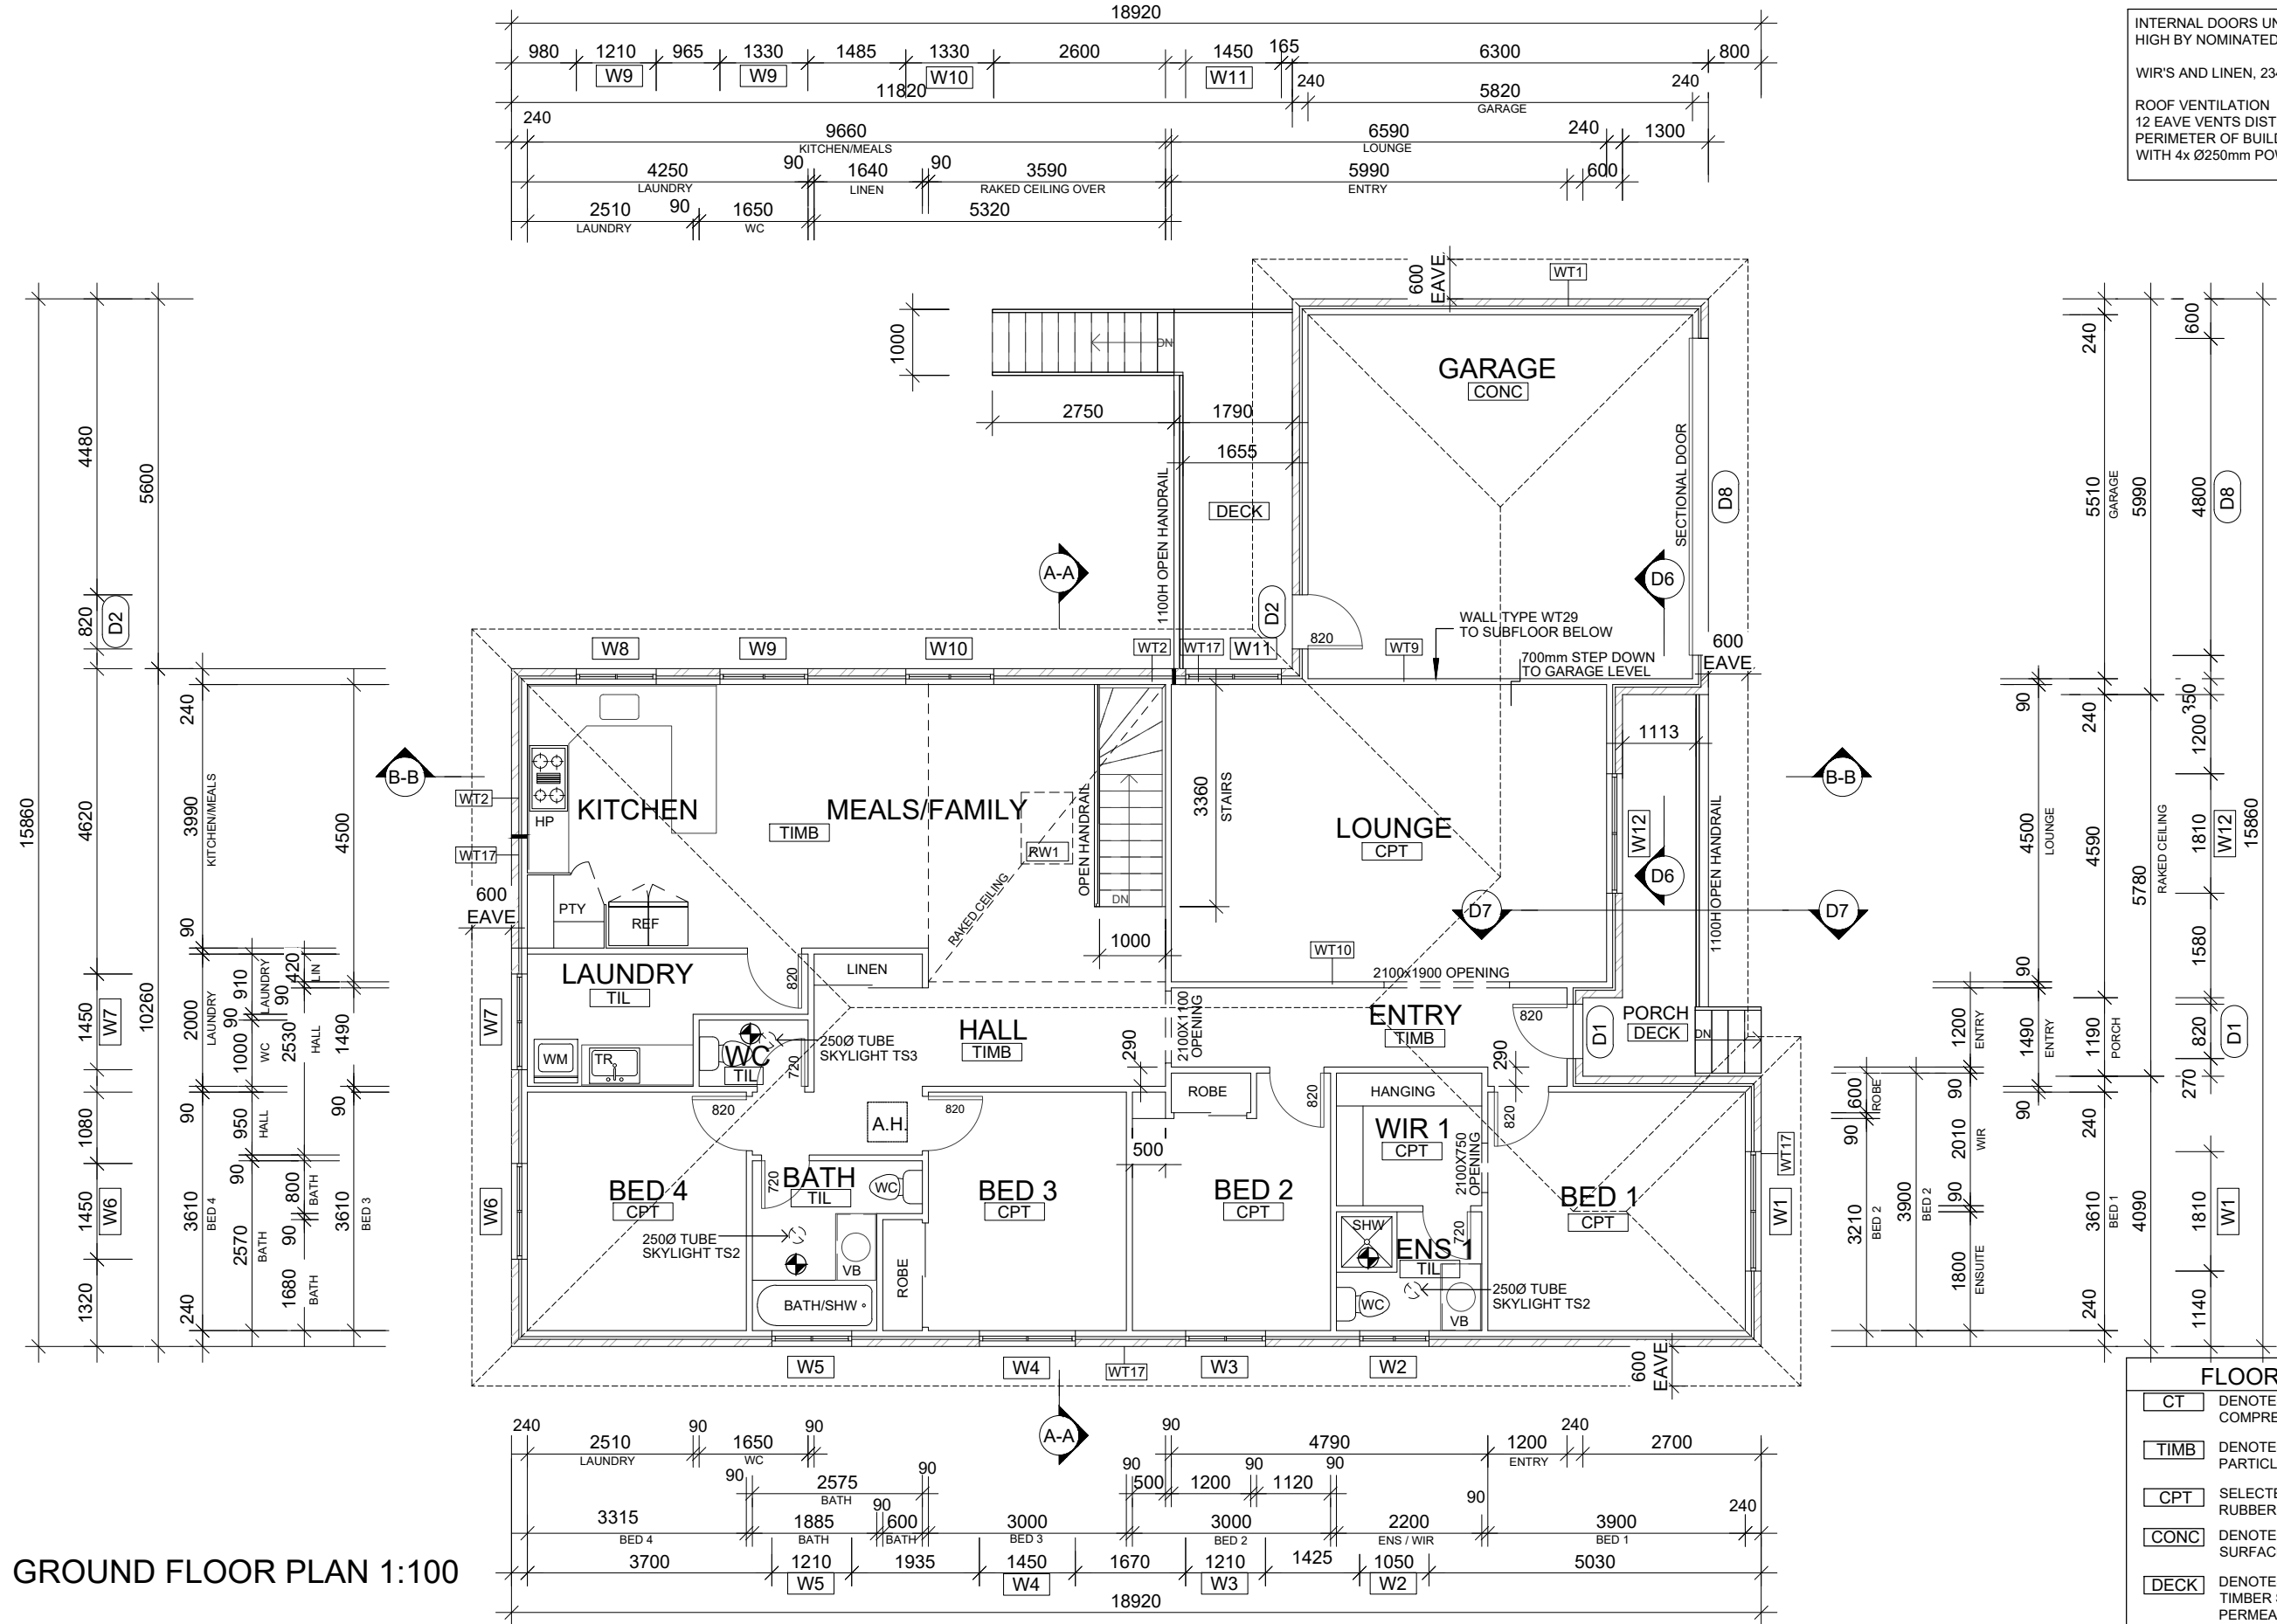 18920
980 1210 965 1330 1485 1330 2600 1450 165 6300 800
W9 W9 W10 W11
11820 240 5820 240
GARAGE
240 9660 6590 240 1300
KITCHEN/MEALS LOUNGE
4250 90 1640 90 3590 5990 600
LAUNDRY LINEN RAKED CEILING OVER ENTRY
2510 90 1650 5320
LAUNDRY WC
INTERNAL DOORS UN
HIGH BY NOMINATED
WIR'S AND LINEN, 234
ROOF VENTILATION
12 EAVE VENTS DIST
PERIMETER OF BUILD
WITH 4x Ø250mm POW
15860
4480
820
D2
4620
1450
W7
1080
1450
W6
1320
5600
10260
240
3990
KITCHEN/MEALS
90
2000
LAUNDRY
90
3610
BED 4
240
910
LAUNDRY
90
1000
WC
950
HALL
90
2570
BATH
420
LIN
90
2530
HALL
800
BATH
90
1680
BATH
4500
1490
90
3610
BED 3
600
EAVE
WT1
1000
DN
2750
1790
1655
1100H OPEN HANDRAIL
DECK
GARAGE
CONC
SECTIONAL DOOR
D8
D6
A-A
D2
820
WALL TYPE WT29
TO SUBFLOOR BELOW
WT9
700mm STEP DOWN
TO GARAGE LEVEL
600
EAVE
W8
W9
W10
WT2
WT17
W11
B-B
WT2
WT17
600
EAVE
HP
KITCHEN
MEALS/FAMILY
TIMB
RW1
RAKED CEILING
OPEN HANDRAIL
DN
3360
STAIRS
1000
PTY
REF
LOUNGE
CPT
W12
1113
D6
D7
D7
1100H OPEN HANDRAIL
B-B
WT10
2100x1900 OPENING
LAUNDRY
TIL
820
LINEN
W7
WM
TR
WC
TIL
720
250Ø TUBE
SKYLIGHT TS3
HALL
TIMB
290
2100X1100
OPENING
ENTRY
TIMB
820
D1
PORCH
DECK
DN
290
820
A.H.
820
ROBE
820
HANGING
WIR 1
CPT
2100X750
OPENING
820
500
WT17
W6
BED 4
CPT
250Ø TUBE
SKYLIGHT TS2
720
BATH
TIL
WC
VB
BATH/SHW
ROBE
BED 3
CPT
BED 2
CPT
SHW
ENS 1
TIL
720
WC
VB
250Ø TUBE
SKYLIGHT TS2
BED 1
CPT
W1
W5
W4
WT17
W3
W2
600
EAVE
A-A
90
4500
LOUNGE
90
1490
ENTRY
90
1200
ENTRY
90
2010
WIR
90
1800
ENSUITE
600
ROBE
90
3210
BED 2
3900
BED 2
240
5510
GARAGE
240
4590
1190
PORCH
240
3610
BED 1
240
5990
5780
RAKED CEILING
4090
600
4800
D8
350
1200
1810
W12
1580
820
D1
270
1810
W1
1140
15860
240 90 90 90 240
2510 1650 4790 1200 2700
LAUNDRY WC ENTRY
90 2575 90 90 500 1200 90 1120 90
BATH
3315 1885 90 600 3000 3000 2200 90 3900 240
BED 4 BATH BATH BED 3 BED 2 ENS / WIR BED 1
3700 1210 1935 1450 1670 1210 1425 1050 5030
W5 W4 W3 W2
18920
GROUND FLOOR PLAN 1:100
FLOOR
CT DENOTE
COMPRE
TIMB DENOTE
PARTICL
CPT SELECTE
RUBBER
CONC DENOTE
SURFAC
DECK DENOTE
TIMBER S
PERMEA